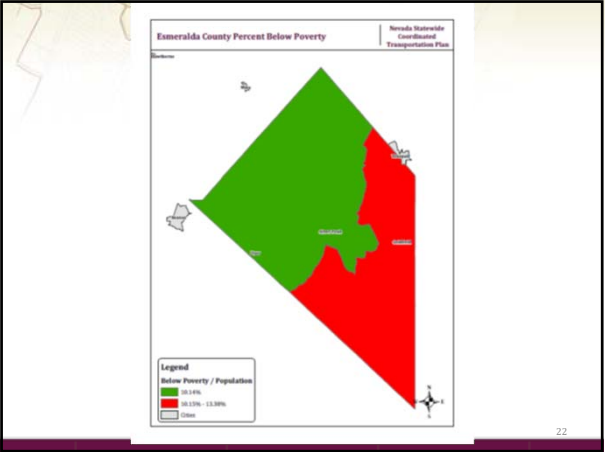 Esmeralda County Percent Below Poverty
Nevada Statewide
Coordinated
Transportation Plan
Legend
Below Poverty / Population
10.14%
10.15% - 13.38%
Cities
N
W
E
S
22